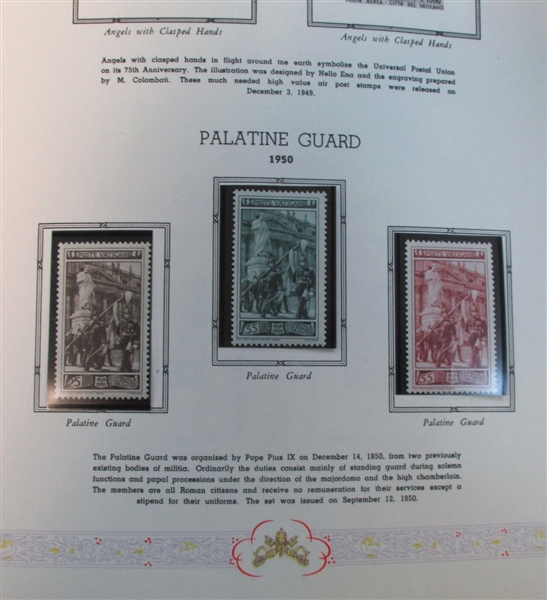 POSTA AEREA - CITTÀ DEL VATICANO
Angels with Clasped Hands
Angels with Clasped Hands
Angels with clasped hands in flight around the earth symbolize the Universal Postal Union
on its 75th Anniversary. The illustration was designed by Nello Ena and the engraving prepared
by M. Colombati. These much needed high value air post stamps were released on
December 3, 1949.
PALATINE GUARD
1950
POSTE VATICANE
35
Palatine Guard
POSTE VATICANE
25
Palatine Guard
POSTE VATICANE
55
Palatine Guard
The Palatine Guard was organized by Pope Pius IX on December 14, 1850, from two previously
existing bodies of militia. Ordinarily the duties consist mainly of standing guard during solemn
functions and papal processions under the direction of the majordomo and the high chamberlain.
The members are all Roman citizens and receive no remuneration for their services except a
stipend for their uniforms. The set was issued on September 12, 1950.